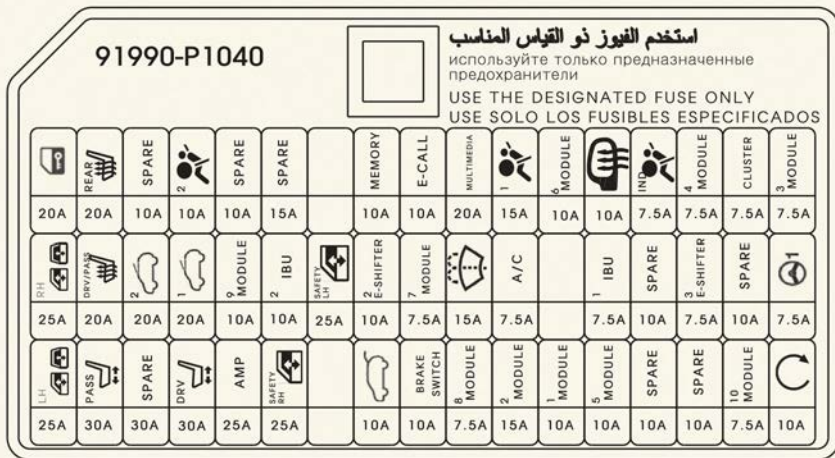 91990-P1040
استخدم الفيوز ذو القياس المناسب
используйте только предназначенные
предохранители
USE THE DESIGNATED FUSE ONLY
USE SOLO LOS FUSIBLES ESPECIFICADOS
REAR SPARE 2 SPARE SPARE MEMORY E-CALL MULTIMEDIA 1 6 MODULE IND 4 MODULE CLUSTER 3 MODULE
20A 20A 10A 10A 10A 15A 10A 10A 20A 15A 10A 10A 7.5A 7.5A 7.5A 7.5A
RH DRV/PASS 2 1 9 MODULE 2 IBU SAFETY LH 2 E-SHIFTER 7 MODULE A/C 1 IBU SPARE 3 E-SHIFTER SPARE 1
25A 20A 20A 20A 10A 10A 25A 10A 7.5A 15A 7.5A 7.5A 10A 7.5A 10A 7.5A
LH PASS SPARE DRV AMP SAFETY RH BRAKE SWITCH 8 MODULE 2 MODULE 1 MODULE 5 MODULE SPARE SPARE 10 MODULE
25A 30A 30A 30A 25A 25A 10A 10A 7.5A 15A 10A 10A 10A 10A 7.5A 10A